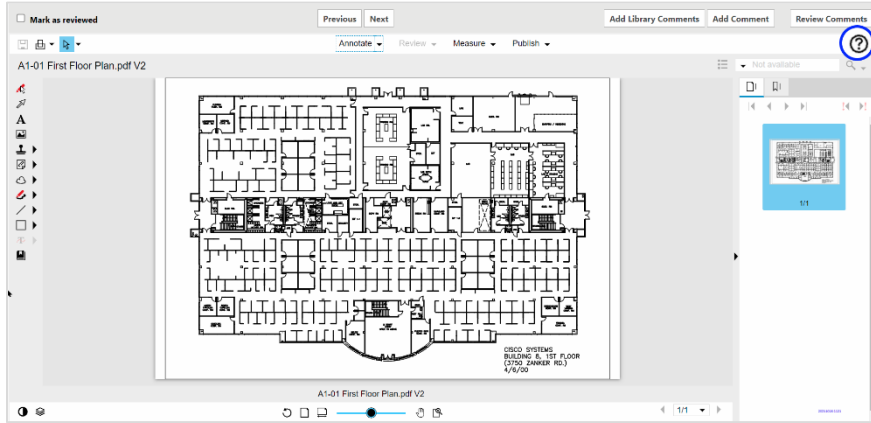 Mark as reviewed
Previous
Next
Add Library Comments
Add Comment
Review Comments
Annotate
Review
Measure
Publish
?
A1-01 First Floor Plan.pdf V2
Not available
A
1/1
CISCO SYSTEMS
BUILDING 6, 1ST FLOOR
(3750 ZANKER RD.)
4/6/00
A1-01 First Floor Plan.pdf V2
1/1